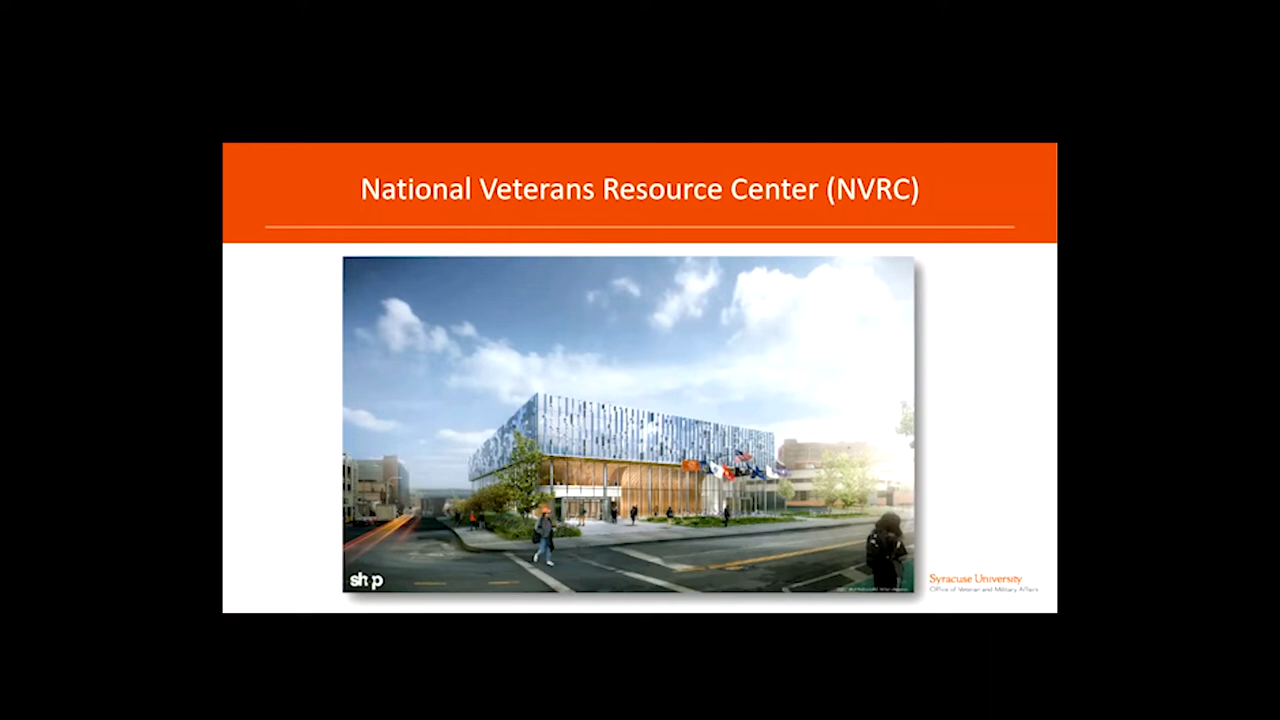 National Veterans Resource Center (NVRC)
shop
Syracuse University
Office of Veteran and Military Affairs